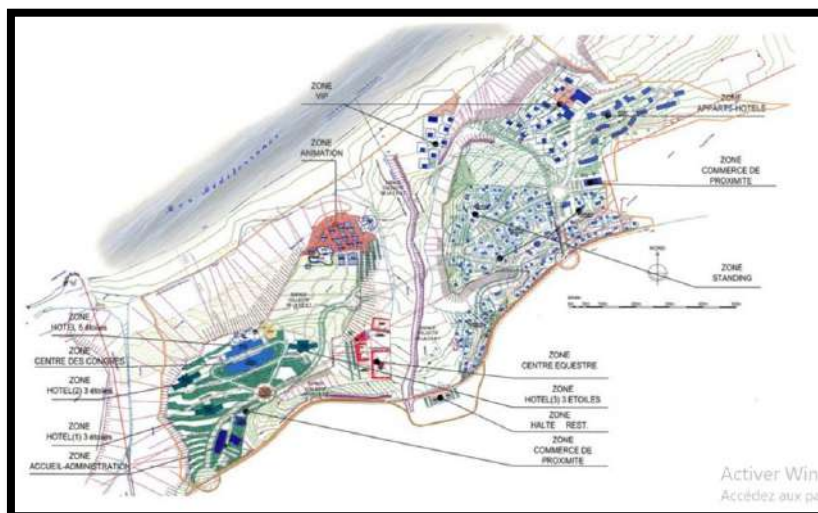 ZONE
VIP
ZONE
ANIMATION
Mer Méditerranée
ZONE
APPARTS-HOTELS
ZONE
COMMERCE DE
PROXIMITE
NORD
ZONE
STANDING
ZONE
HOTEL 5 étoiles
ZONE
CENTRE DES CONGRES
ZONE
HOTEL(2) 3 étoiles
ZONE
HOTEL(1) 3 étoiles
ZONE
ACCUEIL-ADMINISTRATION
ZONE
CENTRE EQUESTRE
ZONE
HOTEL(3) 3 ETOILES
ZONE
HALTE REST.
ZONE
COMMERCE DE
PROXIMITE
Activer Win
Accédez aux pa